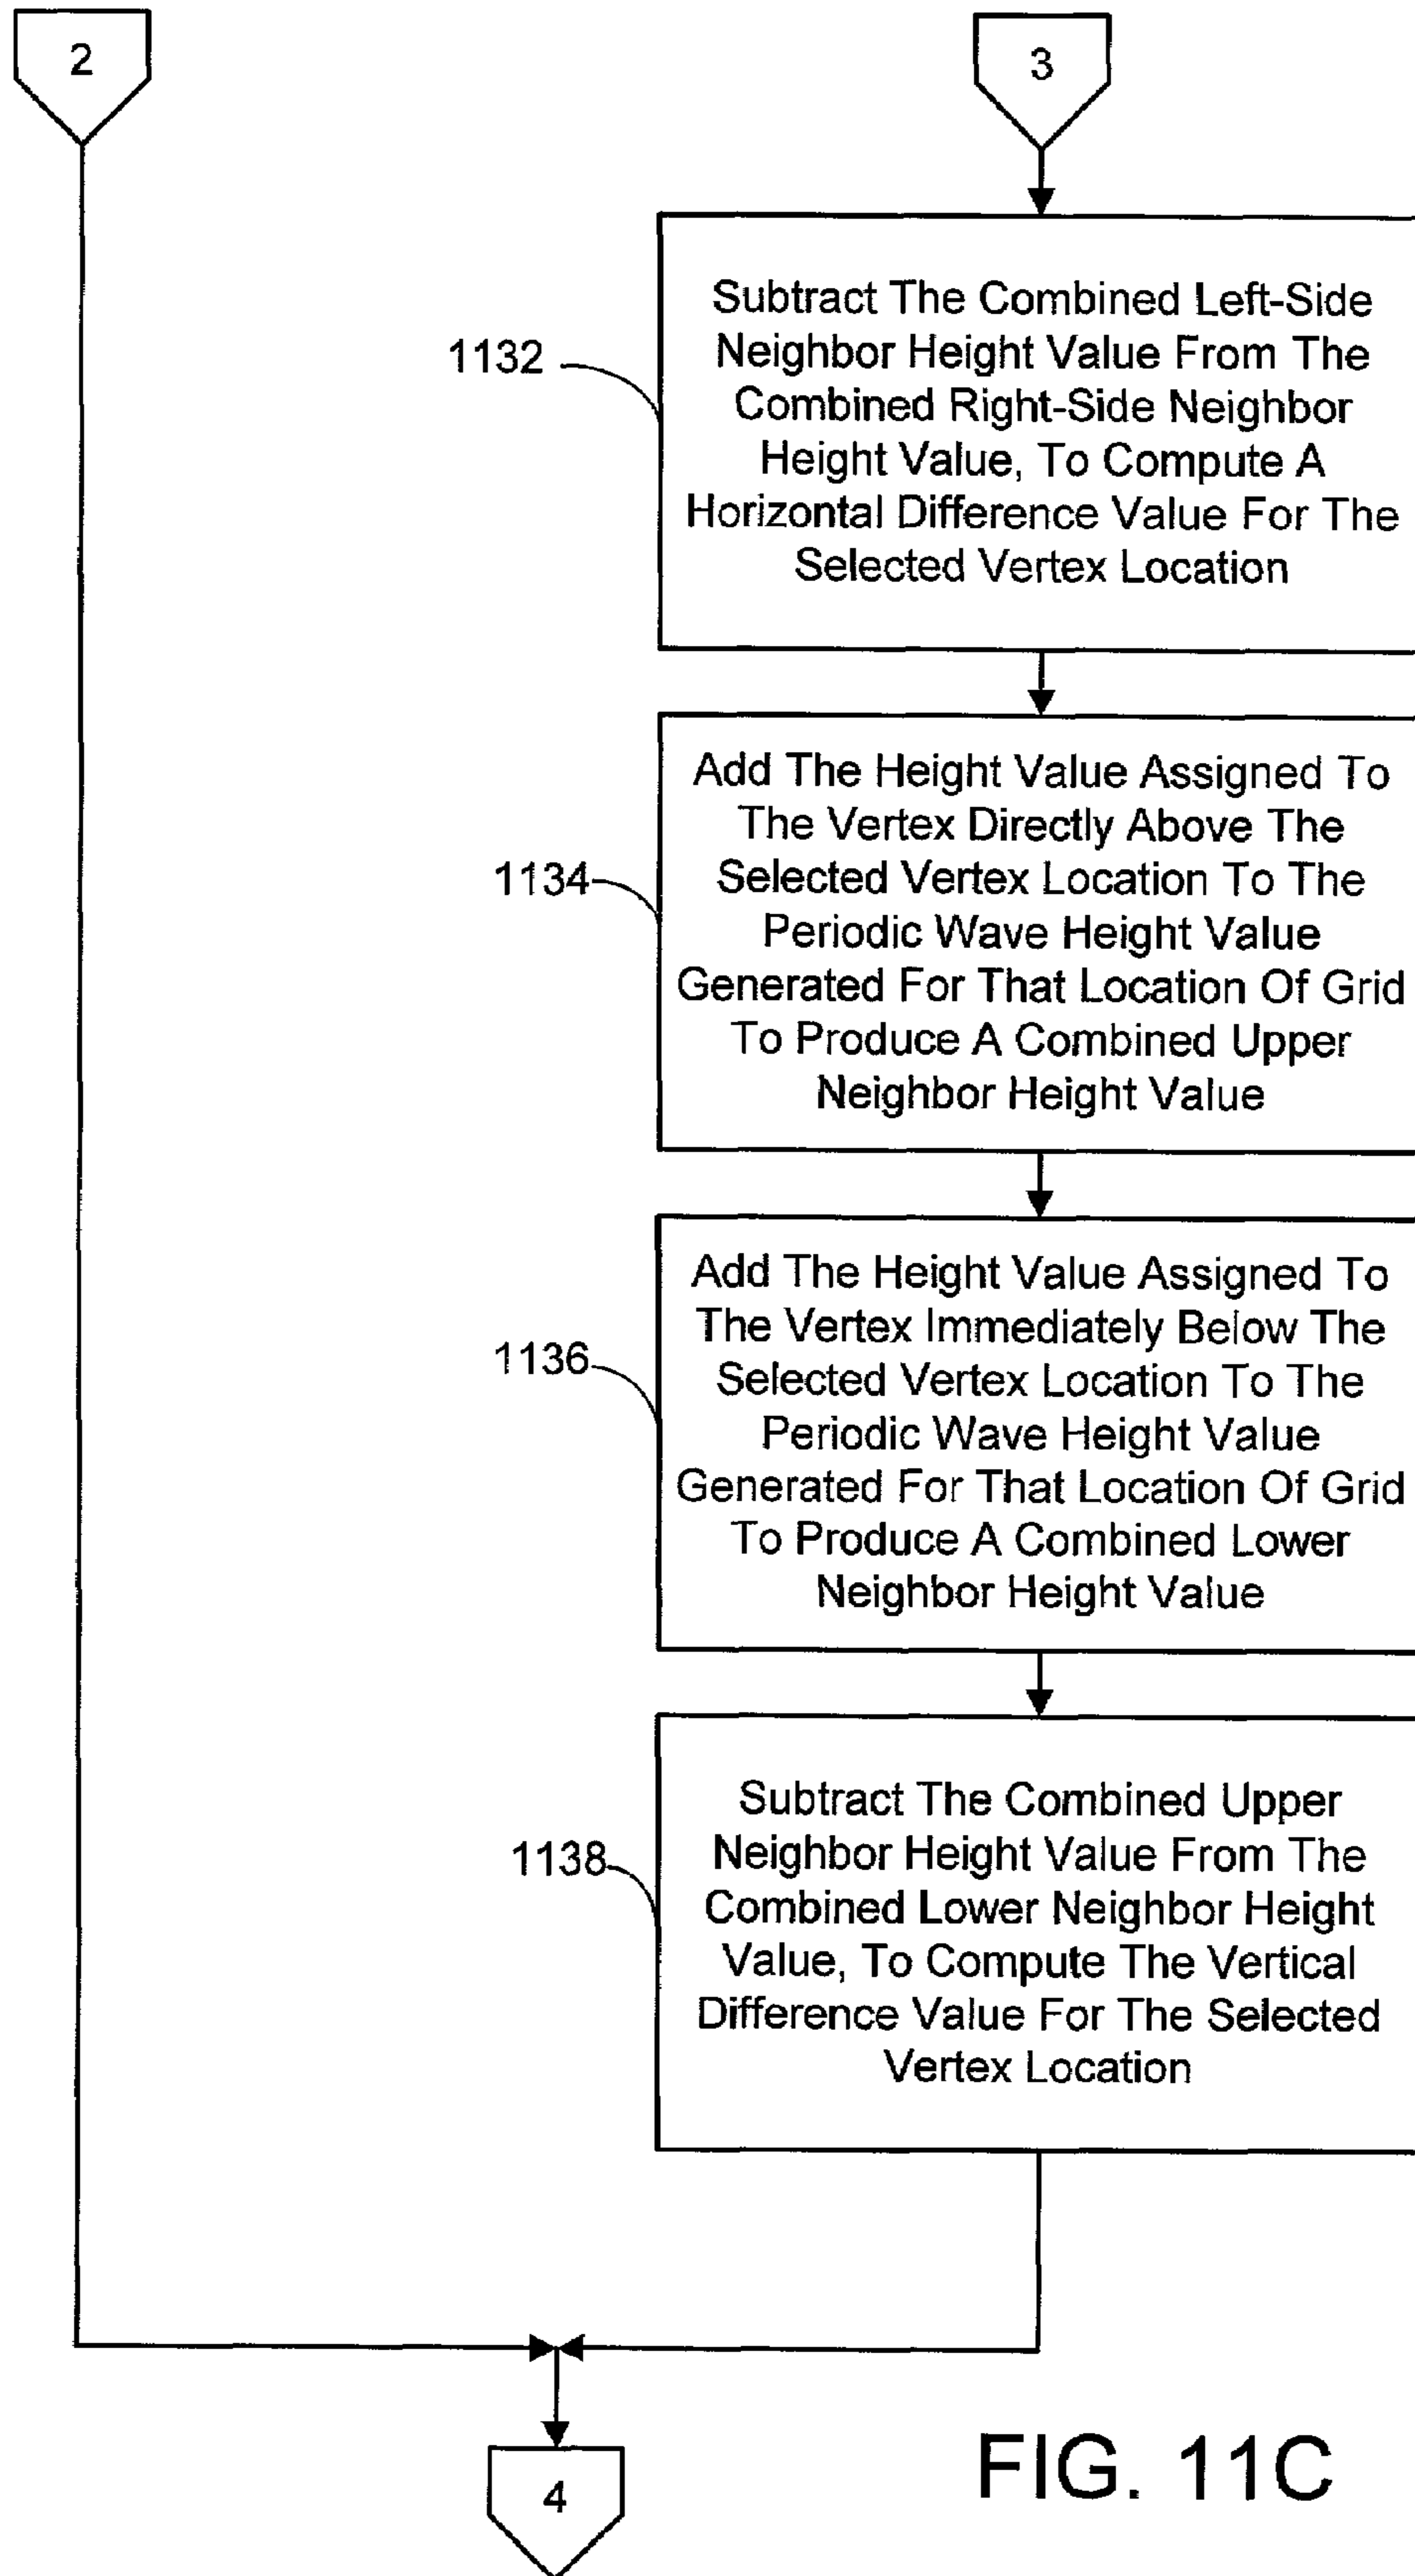 2
3
1132
Subtract The Combined Left-Side
Neighbor Height Value From The
Combined Right-Side Neighbor
Height Value, To Compute A
Horizontal Difference Value For The
Selected Vertex Location
1134
Add The Height Value Assigned To
The Vertex Directly Above The
Selected Vertex Location To The
Periodic Wave Height Value
Generated For That Location Of Grid
To Produce A Combined Upper
Neighbor Height Value
1136
Add The Height Value Assigned To
The Vertex Immediately Below The
Selected Vertex Location To The
Periodic Wave Height Value
Generated For That Location Of Grid
To Produce A Combined Lower
Neighbor Height Value
1138
Subtract The Combined Upper
Neighbor Height Value From The
Combined Lower Neighbor Height
Value, To Compute The Vertical
Difference Value For The Selected
Vertex Location
4
FIG. 11C